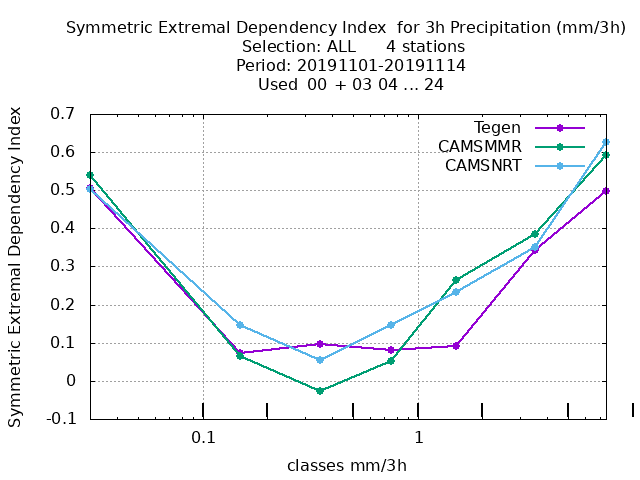 Symmetric Extremal Dependency Index for 3h Precipitation (mm/3h)
Selection: ALL 4 stations
Period: 20191101-20191114
Used 00 + 03 04 ... 24
Symmetric Extremal Dependency Index
0.7
0.6
0.5
0.4
0.3
0.2
0.1
0
-0.1
Tegen
CAMSMMR
CAMSNRT
0.1 1
classes mm/3h